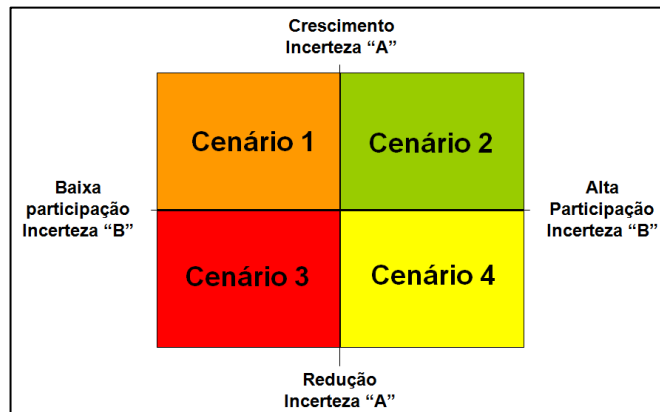 Crescimento
Incerteza “A”
Cenário 1
Cenário 2
Baixa
participação
Incerteza “B”
Alta
Participação
Incerteza “B”
Cenário 3
Cenário 4
Redução
Incerteza “A”